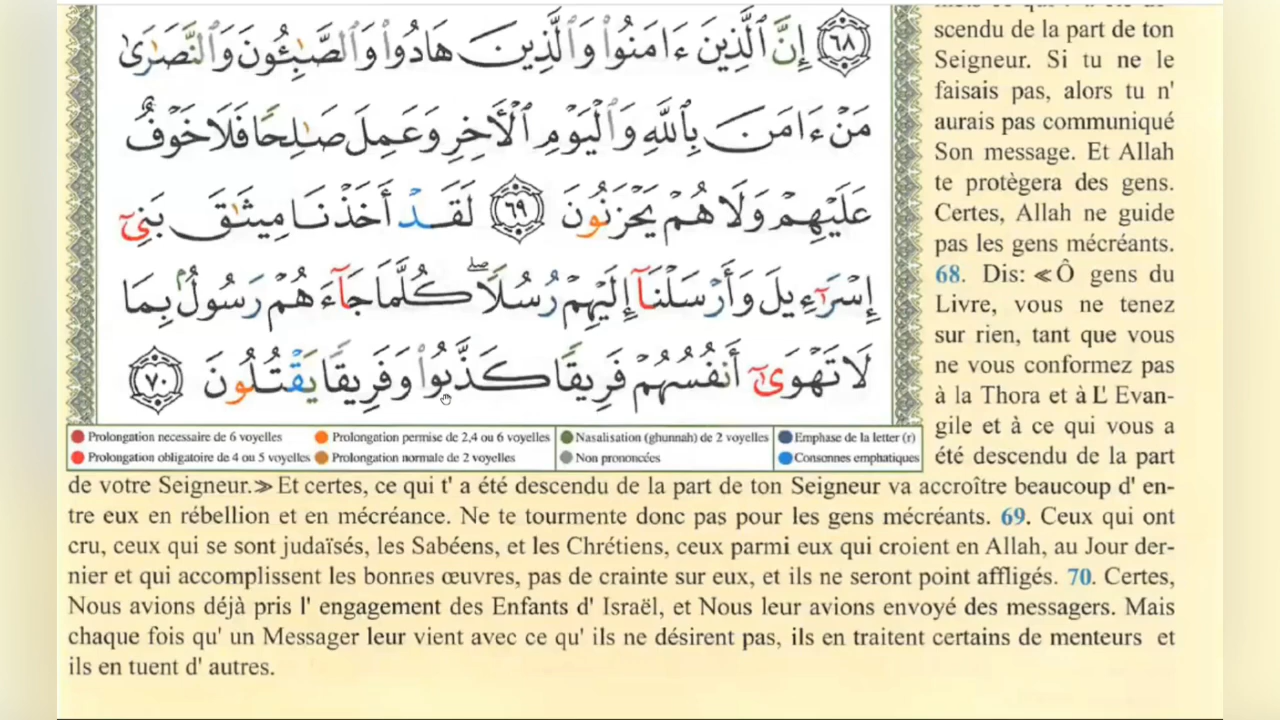 إِنَّ ٱلَّذِينَ ءَامَنُوا۟ وَٱلَّذِينَ هَادُوا۟ وَٱلصَّـٰبِـُٔونَ وَٱلنَّصَـٰرَىٰ ٦٨
مَنْ ءَامَنَ بِٱللَّهِ وَٱلْيَوْمِ ٱلْـَٔاخِرِ وَعَمِلَ صَـٰلِحًا فَلَا خَوْفٌ
عَلَيْهِمْ وَلَا هُمْ يَحْزَنُونَ ٦٩ لَقَدْ أَخَذْنَا مِيثَـٰقَ بَنِىٓ
إِسْرَٰٓءِيلَ وَأَرْسَلْنَآ إِلَيْهِمْ رُسُلًا ۖ كُلَّمَا جَآءَهُمْ رَسُولٌۢ بِمَا
لَا تَهْوَىٰٓ أَنفُسُهُمْ فَرِيقًا كَذَّبُوا۟ وَفَرِيقًا يَقْتُلُونَ ٧٠
Prolongation necessaire de 6 voyelles
Prolongation permise de 2,4 ou 6 voyelles
Nasalisation (ghunnah) de 2 voyelles
Emphase de la letter (r)
Prolongation obligatoire de 4 ou 5 voyelles
Prolongation normale de 2 voyelles
Non prononcées
Consonnes emphatiques
scendu de la part de ton
Seigneur. Si tu ne le
faisais pas, alors tu n'
aurais pas communiqué
Son message. Et Allah
te protègera des gens.
Certes, Allah ne guide
pas les gens mécréants.
68. Dis: ≪Ô gens du
Livre, vous ne tenez
sur rien, tant que vous
ne vous conformez pas
à la Thora et à L' Evan-
gile et à ce qui vous a
été descendu de la part
de votre Seigneur.≫ Et certes, ce qui t' a été descendu de la part de ton Seigneur va accroître beaucoup d' en-
tre eux en rébellion et en mécréance. Ne te tourmente donc pas pour les gens mécréants. 69. Ceux qui ont
cru, ceux qui se sont judaïsés, les Sabéens, et les Chrétiens, ceux parmi eux qui croient en Allah, au Jour der-
nier et qui accomplissent les bonnes œuvres, pas de crainte sur eux, et ils ne seront point affligés. 70. Certes,
Nous avions déjà pris l' engagement des Enfants d' Israël, et Nous leur avions envoyé des messagers. Mais
chaque fois qu' un Messager leur vient avec ce qu' ils ne désirent pas, ils en traitent certains de menteurs et
ils en tuent d' autres.